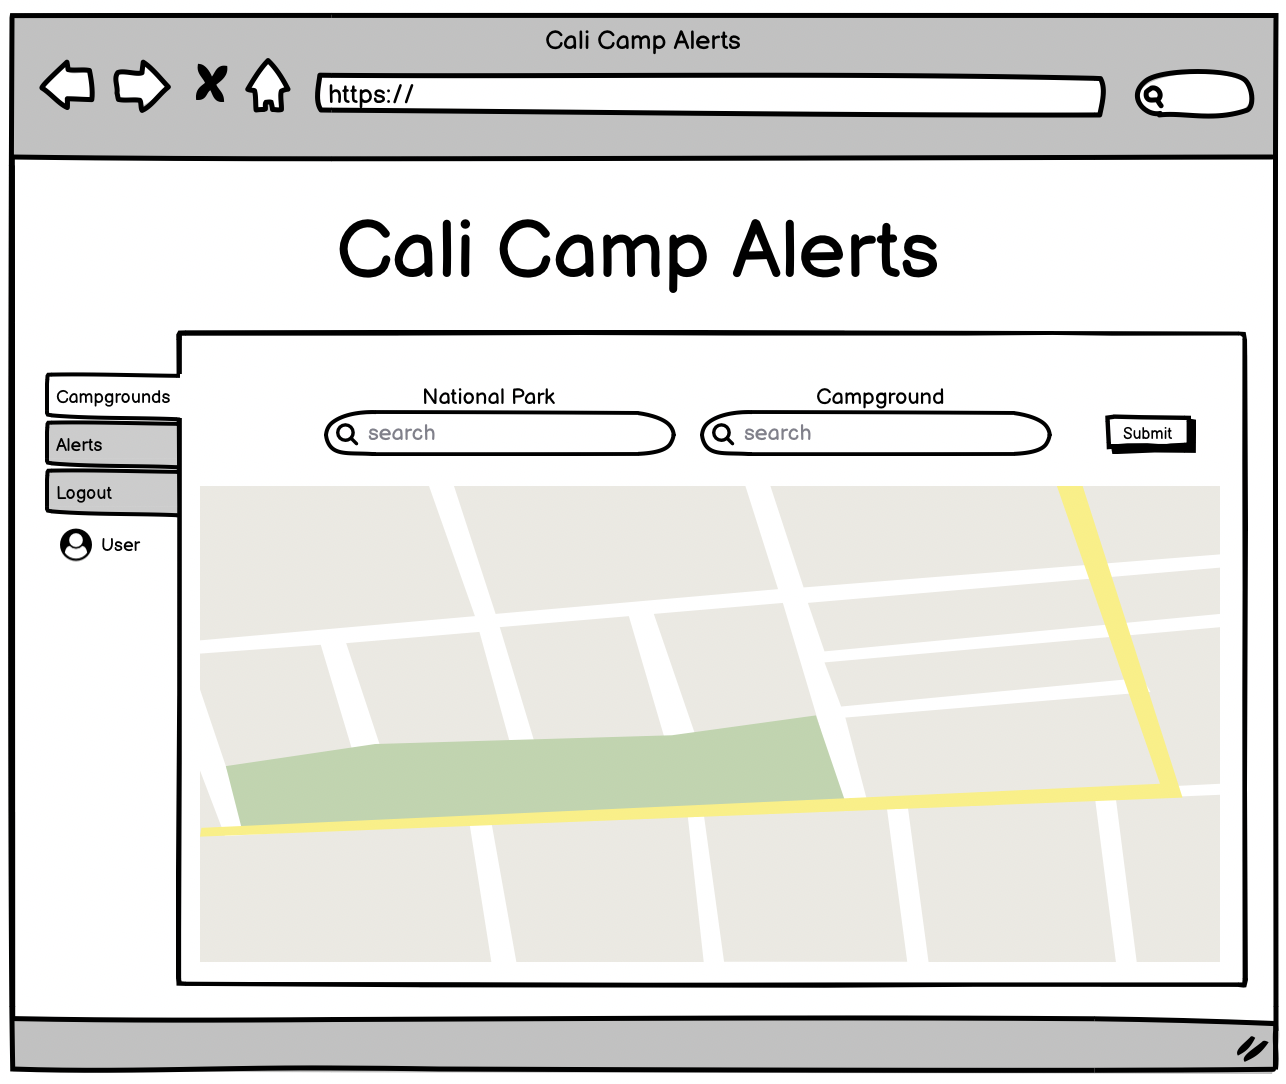 Cali Camp Alerts
https://
Cali Camp Alerts
Campgrounds
Alerts
Logout
User
National Park
Campground
search
search
Submit